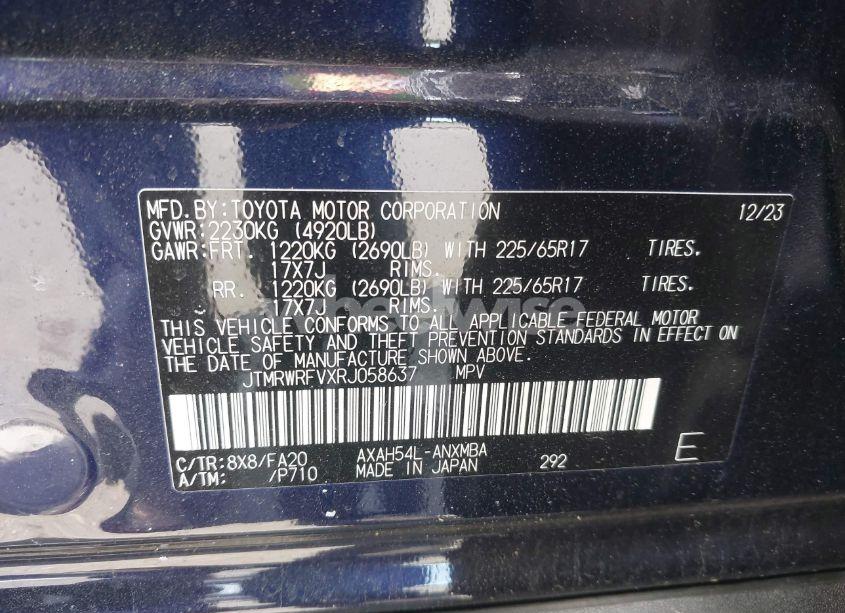 MFD.BY:TOYOTA MOTOR CORPORATION 12/23
GVWR:2230KG (4920LB)
GAWR:FRT. 1220KG (2690LB) WITH 225/65R17 TIRES.
17X7J RIMS.
RR. 1220KG (2690LB) WITH 225/65R17 TIRES.
17X7J RIMS.
THIS VEHICLE CONFORMS TO ALL APPLICABLE FEDERAL MOTOR
VEHICLE SAFETY AND THEFT PREVENTION STANDARDS IN EFFECT ON
THE DATE OF MANUFACTURE SHOWN ABOVE.
JTMRWRFVXRJ058637 MPV
C/TR:8X8/FA20 AXAH54L-ANXMBA
A/TM: /P710 MADE IN JAPAN 292 E